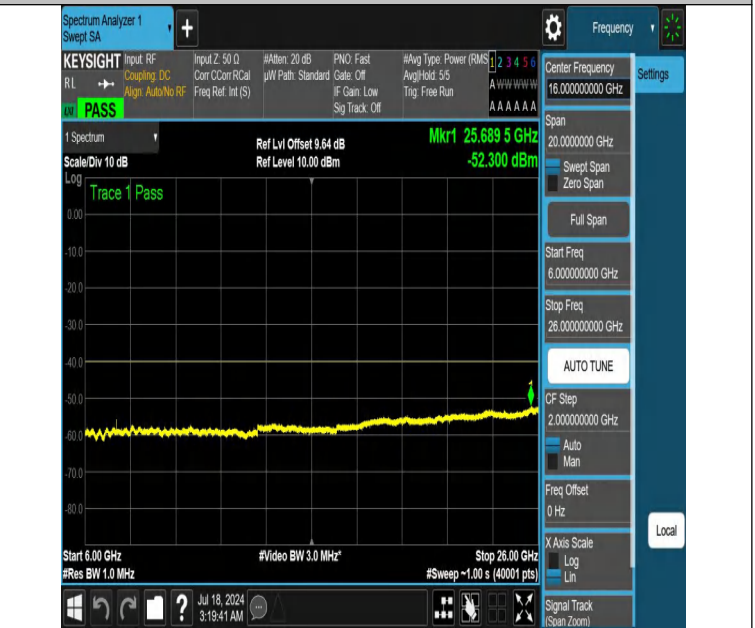 Spectrum Analyzer 1
Swept SA
+
Frequency
KEYSIGHT
RL
PASS
Input: RF
Coupling: DC
Align: Auto/No RF
Input Z: 50 Ω
Corr CCorr RCal
Freq Ref: Int (S)
#Atten: 20 dB
µW Path: Standard
PNO: Fast
Gate: Off
IF Gain: Low
Sig Track: Off
#Avg Type: Power (RMS
Avg|Hold: 5/5
Trig: Free Run
1 2 3 4 5 6
A W W W W W
A A A A A A
1 Spectrum
Scale/Div 10 dB
Log
Ref Lvl Offset 9.64 dB
Ref Level 10.00 dBm
Mkr1 25.689 5 GHz
-52.300 dBm
Trace 1 Pass
0.00
-10.0
-20.0
-30.0
-40.0
-50.0
-60.0
-70.0
-80.0
1
Start 6.00 GHz
#Res BW 1.0 MHz
#Video BW 3.0 MHz*
Stop 26.00 GHz
#Sweep ~1.00 s (40001 pts)
?
Jul 18, 2024
3:19:41 AM
Center Frequency
16.000000000 GHz
Span
20.0000000 GHz
Swept Span
Zero Span
Full Span
Start Freq
6.000000000 GHz
Stop Freq
26.000000000 GHz
AUTO TUNE
CF Step
2.000000000 GHz
Auto
Man
Freq Offset
0 Hz
X Axis Scale
Log
Lin
Signal Track
(Span Zoom)
Settings
Local